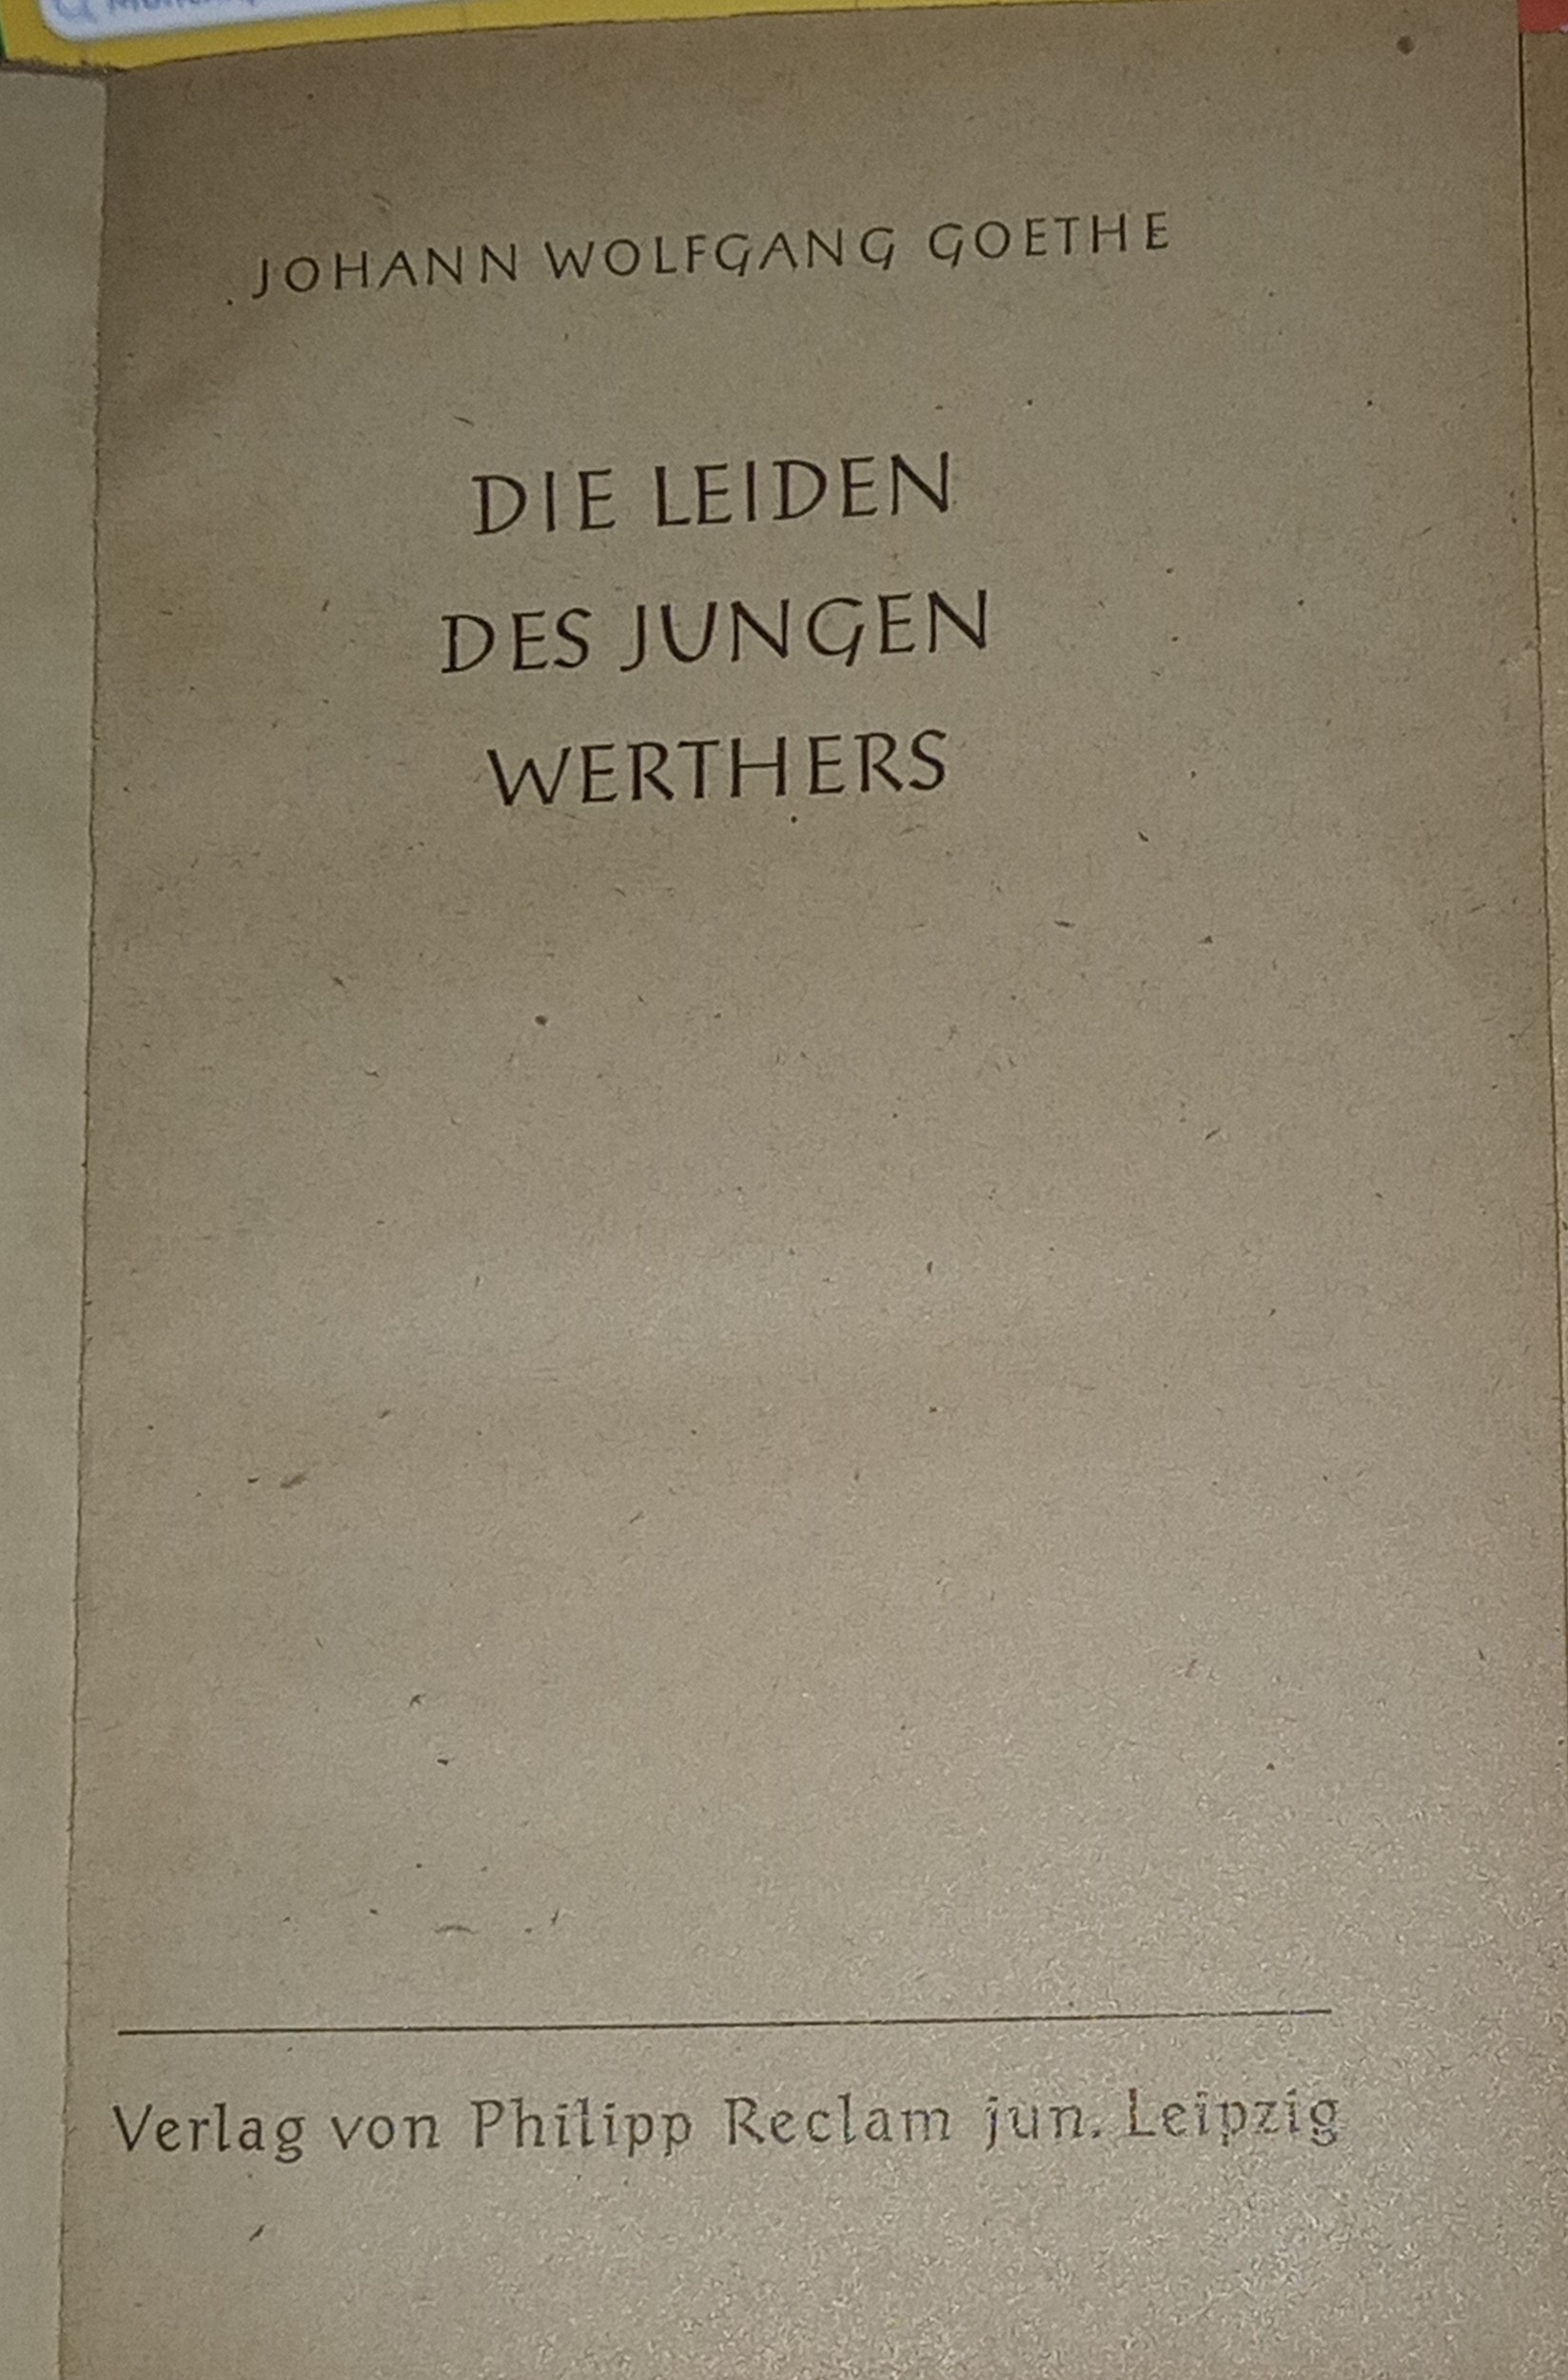 JOHANN WOLFGANG GOETHE
DIE LEIDEN
DES JUNGEN
WERTHERS
Verlag von Philipp Reclam jun. Leipzig